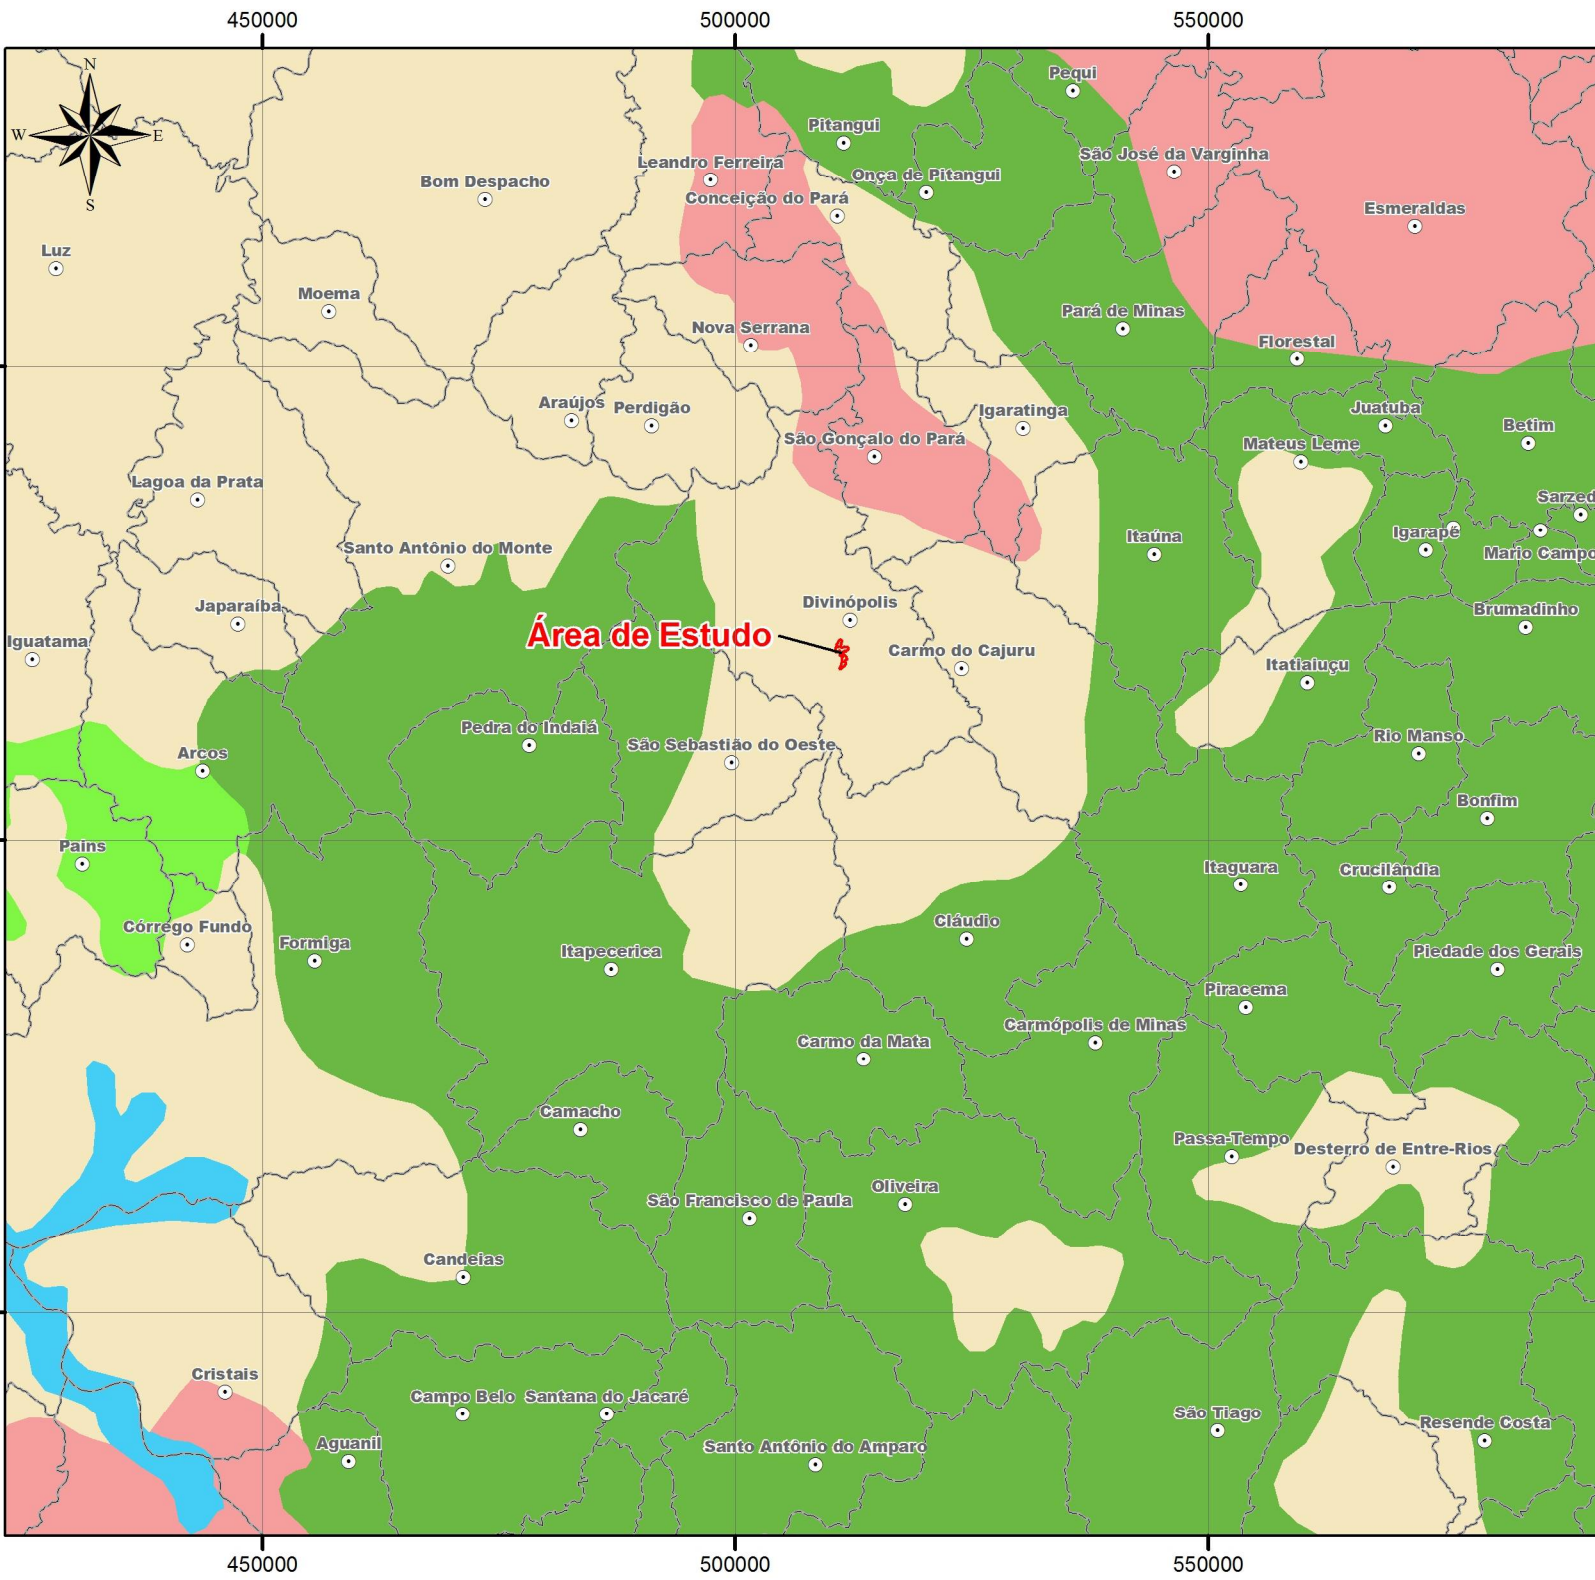 450000
500000
550000
N
W
E
S
Pequi
Pitangui
São José da Varginha
Leandro Ferreira
Onça de Pitangui
Bom Despacho
Conceição do Pará
Esmeraldas
Luz
Moema
Pará de Minas
Nova Serrana
Florestal
Araújos
Perdigão
Igaratinga
Juatuba
Betim
São Gonçalo do Pará
Mateus Leme
Lagoa da Prata
Sarzed
Itaúna
Igarapé
Santo Antônio do Monte
Mario Campo
Japaraíba
Divinópolis
Brumadinho
Área de Estudo
Iguatama
Carmo do Cajuru
Itatiaiuçu
Pedra do Indaiá
São Sebastião do Oeste
Rio Manso
Arcos
Bonfim
Pains
Itaguara
Crucilândia
Córrego Fundo
Cláudio
Formiga
Itapecerica
Piedade dos Gerais
Piracema
Carmópolis de Minas
Carmo da Mata
Camacho
Passa-Tempo
Desterro de Entre-Rios
Oliveira
São Francisco de Paula
Candeias
Cristais
Campo Belo
Santana do Jacaré
São Tiago
Resende Costa
Aguanil
Santo Antônio do Amparo
450000
500000
550000